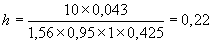 h = 10×0,043 / 1,56×0,95×1×0,425 = 0,22